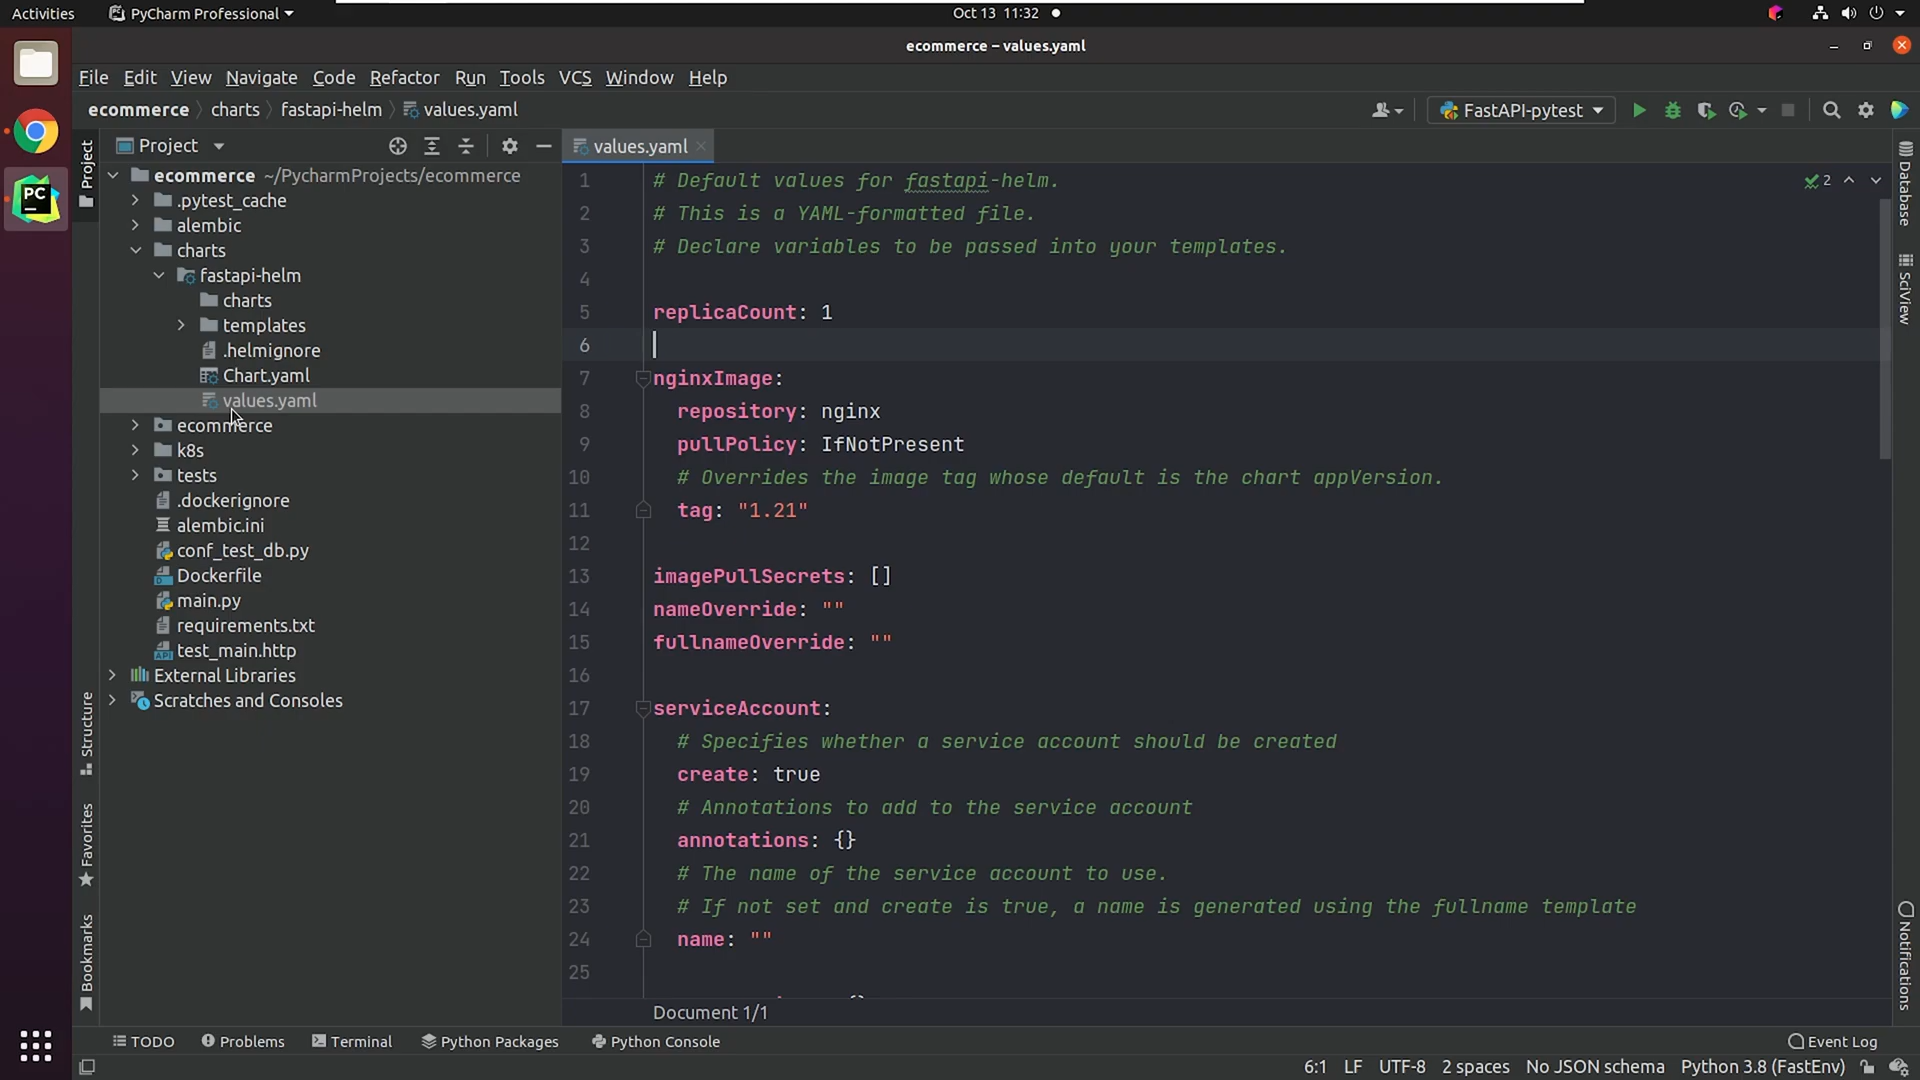 Activities
PyCharm Professional
Oct 13 11:32
ecommerce – values.yaml
File Edit View Navigate Code Refactor Run Tools VCS Window Help
ecommerce charts fastapi-helm values.yaml
FastAPI-pytest
Project
Project
values.yaml
ecommerce ~/PycharmProjects/ecommerce
.pytest_cache
alembic
charts
fastapi-helm
charts
templates
.helmignore
Chart.yaml
values.yaml
ecommerce
k8s
tests
.dockerignore
alembic.ini
conf_test_db.py
Dockerfile
main.py
requirements.txt
test_main.http
External Libraries
Scratches and Consoles
Structure
Favorites
Bookmarks
1 # Default values for fastapi-helm.
2 # This is a YAML-formatted file.
3 # Declare variables to be passed into your templates.
4
5 replicaCount: 1
6
7 nginxImage:
8 repository: nginx
9 pullPolicy: IfNotPresent
10 # Overrides the image tag whose default is the chart appVersion.
11 tag: "1.21"
12
13 imagePullSecrets: []
14 nameOverride: ""
15 fullnameOverride: ""
16
17 serviceAccount:
18 # Specifies whether a service account should be created
19 create: true
20 # Annotations to add to the service account
21 annotations: {}
22 # The name of the service account to use.
23 # If not set and create is true, a name is generated using the fullname template
24 name: ""
25
2
Document 1/1
Database
SciView
Notifications
TODO Problems Terminal Python Packages Python Console Event Log
6:1 LF UTF-8 2 spaces No JSON schema Python 3.8 (FastEnv)